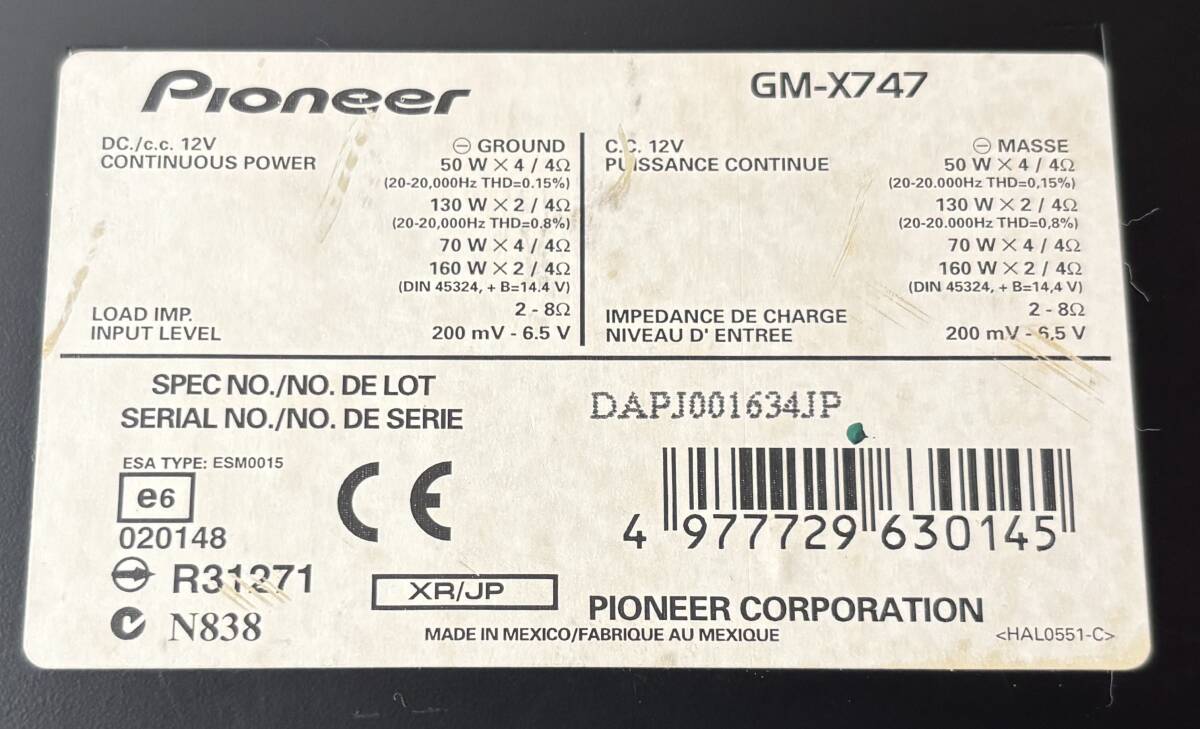 Pioneer
GM-X747
DC./c.c. 12V
⊖ GROUND
CONTINUOUS POWER
50 W × 4 / 4Ω
(20-20,000Hz THD=0.15%)
130 W × 2 / 4Ω
(20-20,000Hz THD=0.8%)
70 W × 4 / 4Ω
160 W × 2 / 4Ω
(DIN 45324, + B=14.4 V)
LOAD IMP.
2 - 8Ω
INPUT LEVEL
200 mV - 6.5 V
C.C. 12V
⊖ MASSE
PUISSANCE CONTINUE
50 W × 4 / 4Ω
(20-20.000Hz THD=0,15%)
130 W × 2 / 4Ω
(20-20.000Hz THD=0,8%)
70 W × 4 / 4Ω
160 W × 2 / 4Ω
(DIN 45324, + B=14,4 V)
IMPEDANCE DE CHARGE
2 - 8Ω
NIVEAU D' ENTREE
200 mV - 6,5 V
SPEC NO./NO. DE LOT
SERIAL NO./NO. DE SERIE
DAPJ001634JP
ESA TYPE: ESM0015
e6
020148
R31371
N838
CE
XR/JP
4 977729 630145
PIONEER CORPORATION
MADE IN MEXICO/FABRIQUE AU MEXIQUE
<HAL0551-C>